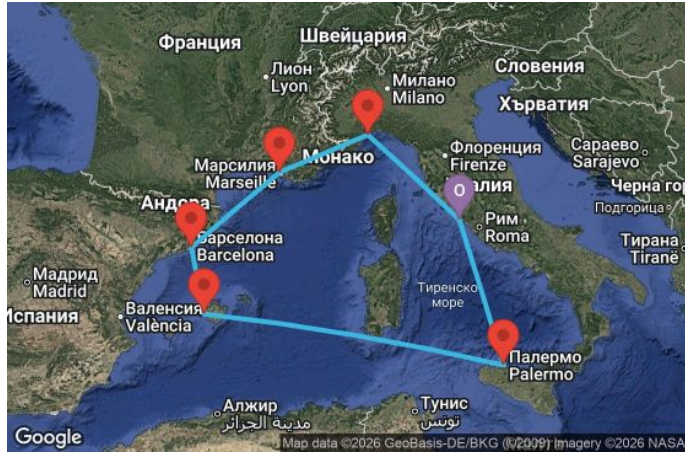 Франция
Швейцария
Словения
Лион
Lyon
Милано
Milano
Хърватия
Марсилия
Marseille
Монако
Флоренция
Firenze
Сараево
Sarajevo
Андора
Италия
Черна гор
Подгорица
Барселона
Barcelona
Рим
Roma
Тирана
Tiranë
Мадрид
Madrid
Испания
Валенсия
València
Тиренско
море
O
Палермо
Palermo
Алжир
مدينة الجزائر
Тунис
تونس
Google
Map data ©2026 GeoBasis-DE/BKG (©2009) Imagery ©2026 NASA